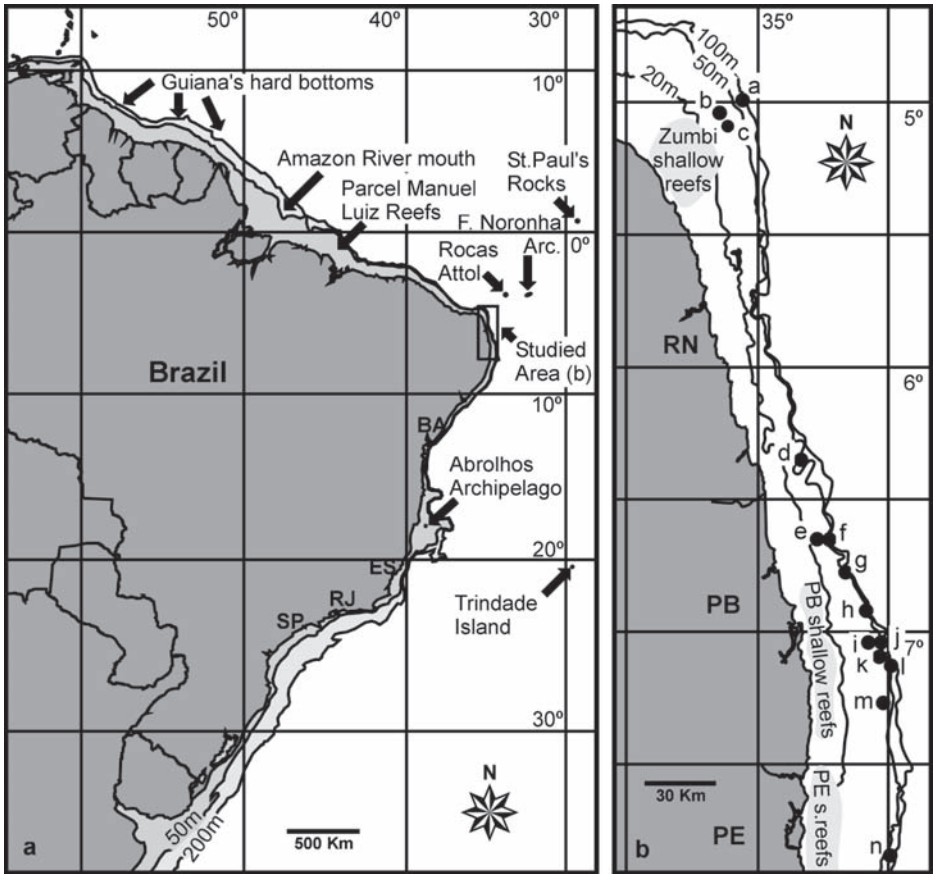 50º
40º
30º
10º
Guiana's hard bottoms
Amazon River mouth
St.Paul's
Rocks
Parcel Manuel
Luiz Reefs
F. Noronha
Arc.
0º
Rocas
Attol
Studied
Area (b)
Brazil
10º
BA
Abrolhos
Archipelago
20º
ES
RJ
SP
Trindade
Island
30º
N
50m
200m
500 Km
a
35º
100m
50m
20m
a
b
c
5º
N
Zumbi
shallow
reefs
RN
6º
d
e
f
g
h
PB
PB shallow reefs
i
j
7º
k
l
m
30 Km
PE s.reefs
PE
n
b